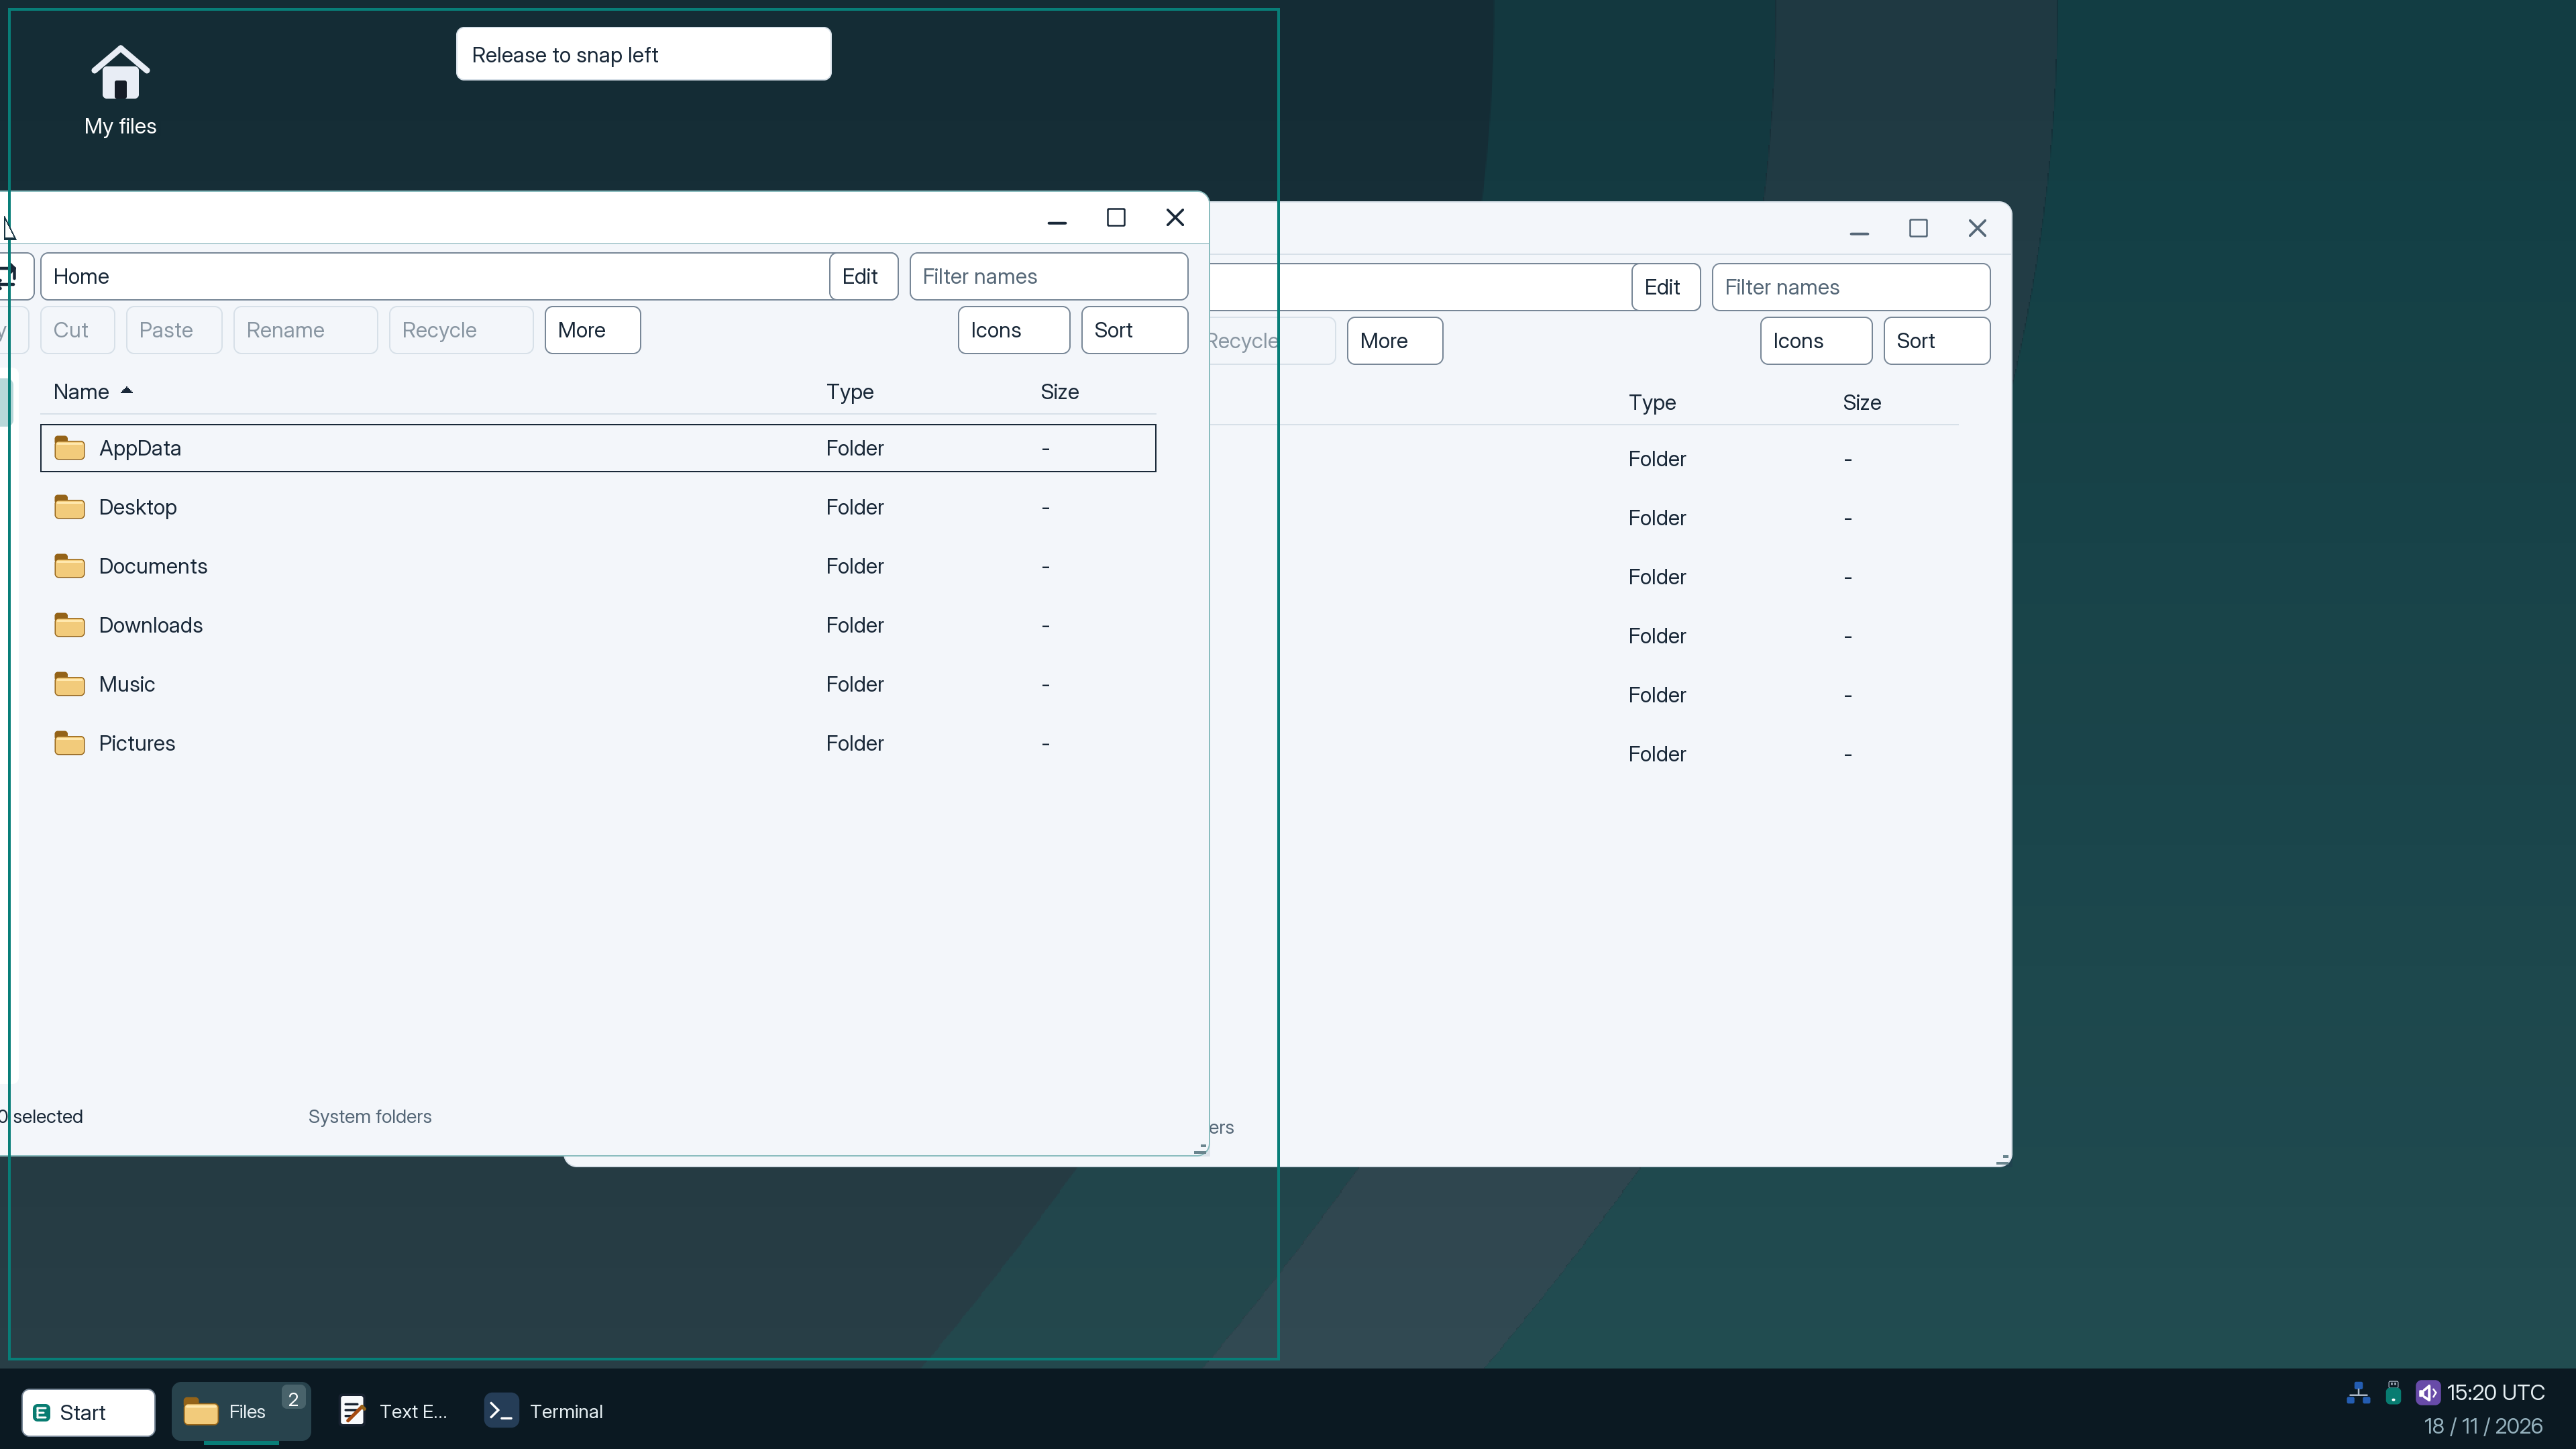 Release to snap left
My files
Home
Edit
Filter names
Edit
Filter names
Cut
Paste
Rename
Recycle
More
Icons
Sort
Recycle
More
Icons
Sort
Name
Type
Size
Type
Size
AppData
Folder
-
Folder
-
Desktop
Folder
-
Folder
-
Documents
Folder
-
Folder
-
Downloads
Folder
-
Folder
-
Music
Folder
-
Folder
-
Pictures
Folder
-
Folder
-
0 selected
System folders
ers
Start
Files
2
Text E...
Terminal
15:20 UTC
18 / 11 / 2026